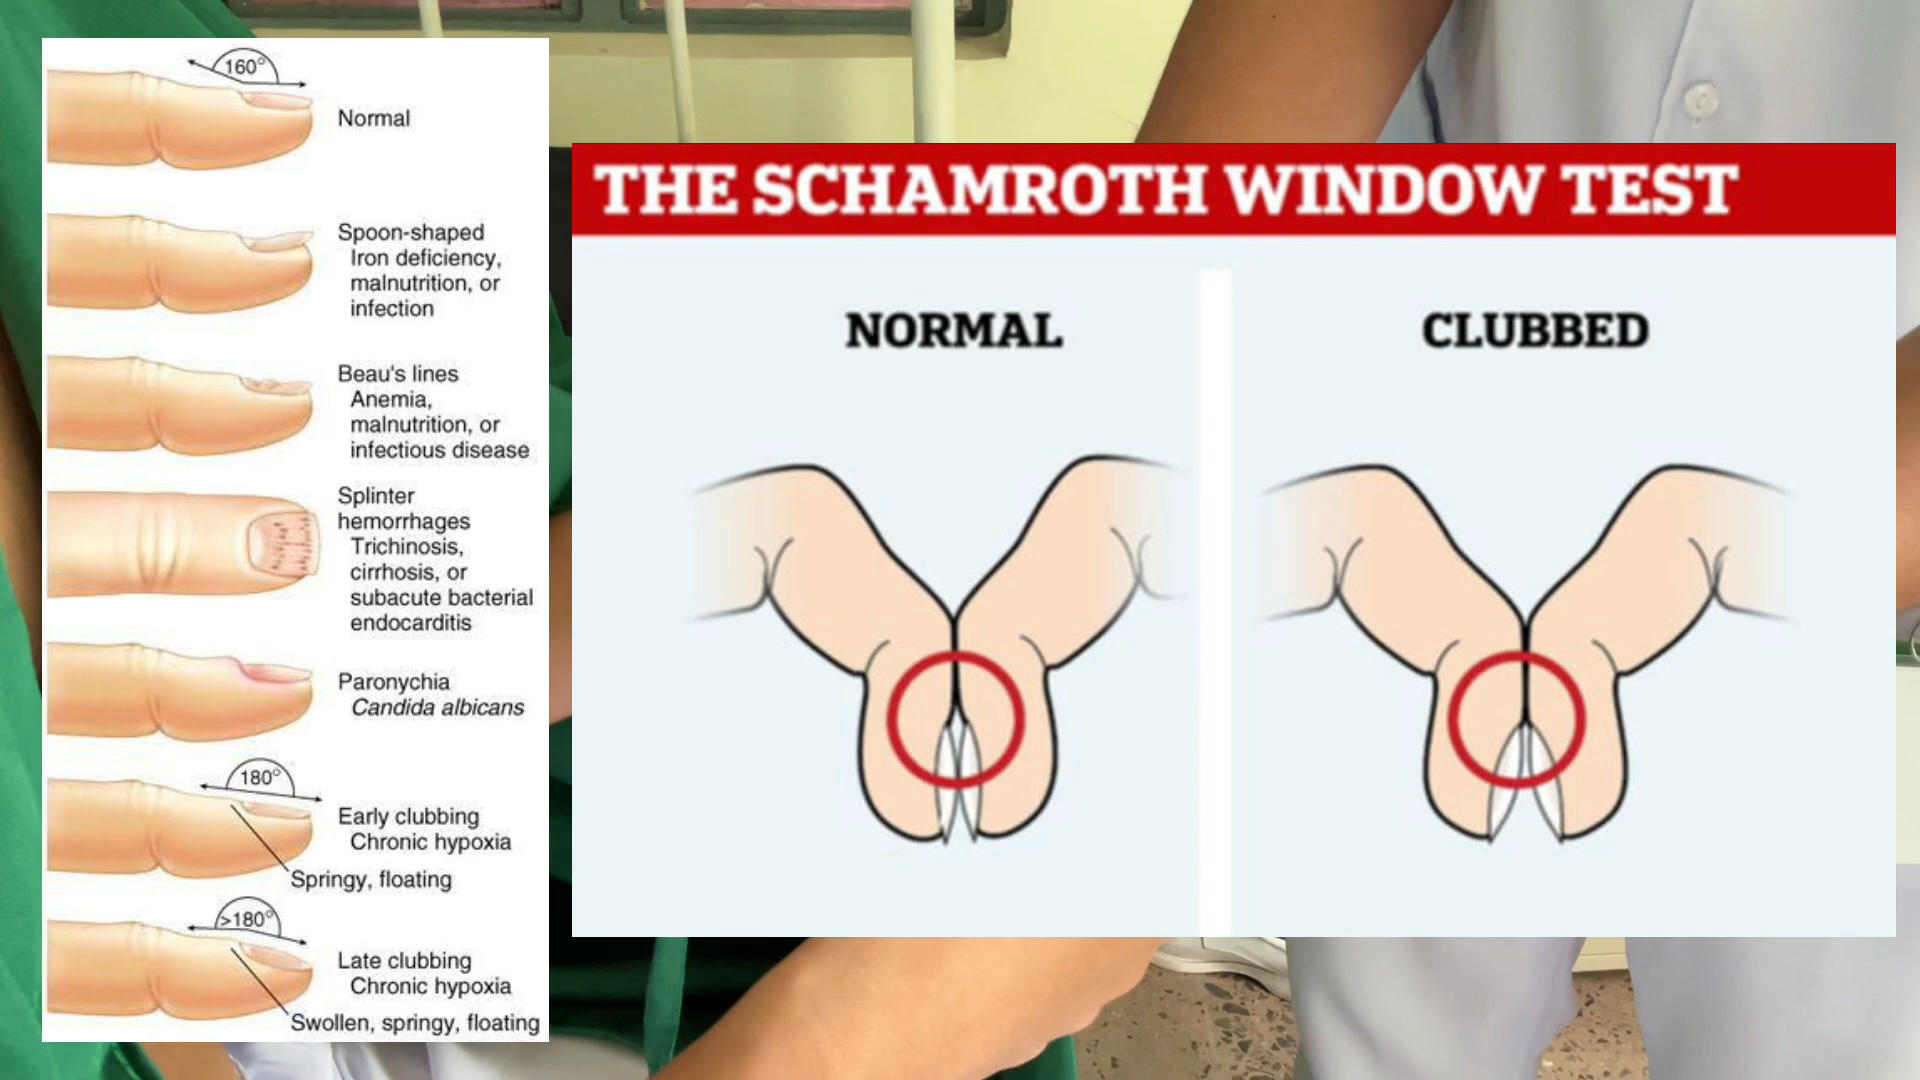 160°
Normal
Spoon-shaped
Iron deficiency,
malnutrition, or
infection
Beau's lines
Anemia,
malnutrition, or
infectious disease
Splinter
hemorrhages
Trichinosis,
cirrhosis, or
subacute bacterial
endocarditis
Paronychia
Candida albicans
180°
Early clubbing
Chronic hypoxia
Springy, floating
>180°
Late clubbing
Chronic hypoxia
Swollen, springy, floating
THE SCHAMROTH WINDOW TEST
NORMAL
CLUBBED